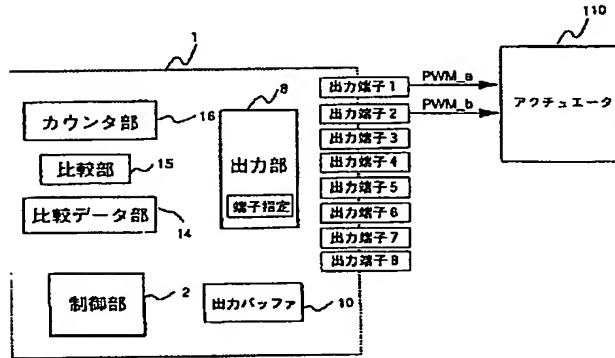 1
110
カウンタ部
16
比較部
15
比較データ部
14
制御部
2
8
出力部
端子指定
出力バッファ
10
出力端子1
出力端子2
出力端子3
出力端子4
出力端子5
出力端子6
出力端子7
出力端子8
PWM_a
PWM_b
アクチュエータ